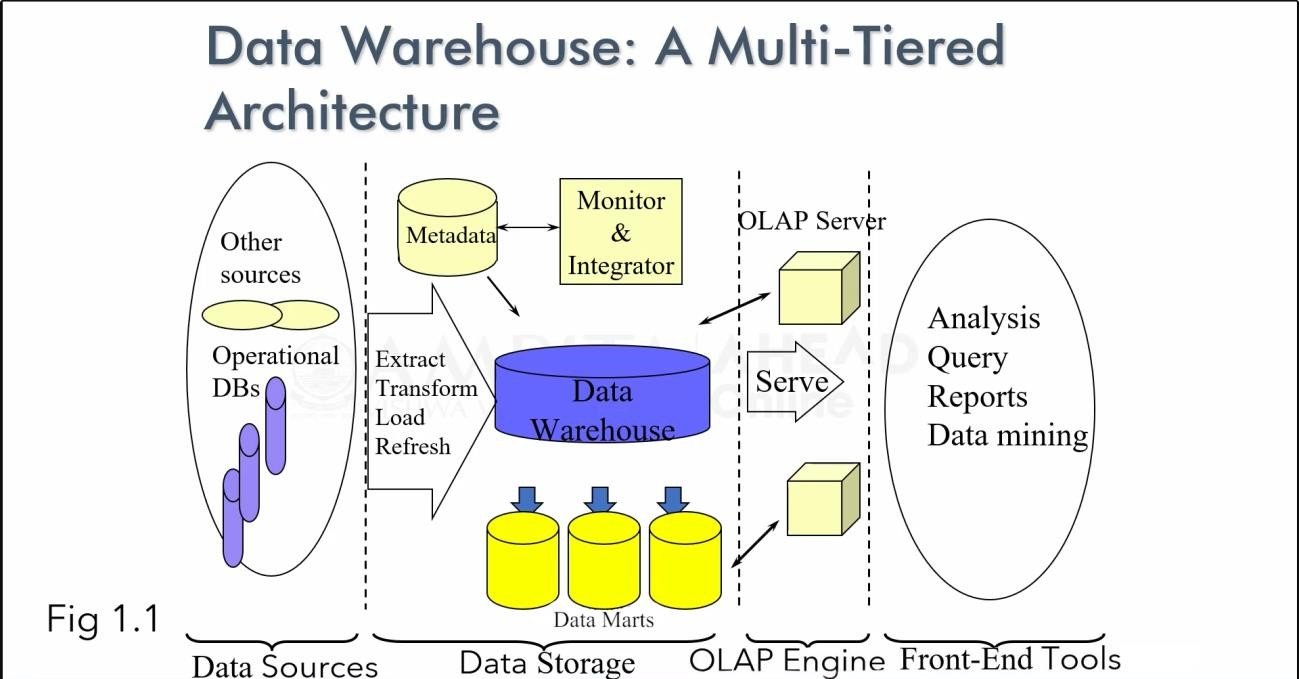 Data Warehouse: A Multi-Tiered
Architecture
Other
sources
Operational
DBs
Metadata
Monitor
&
Integrator
Extract
Transform
Load
Refresh
Data
Warehouse
Data Marts
OLAP Server
Serve
Analysis
Query
Reports
Data mining
Fig 1.1
Data Sources
Data Storage
OLAP Engine
Front-End Tools
AHEAD
Online